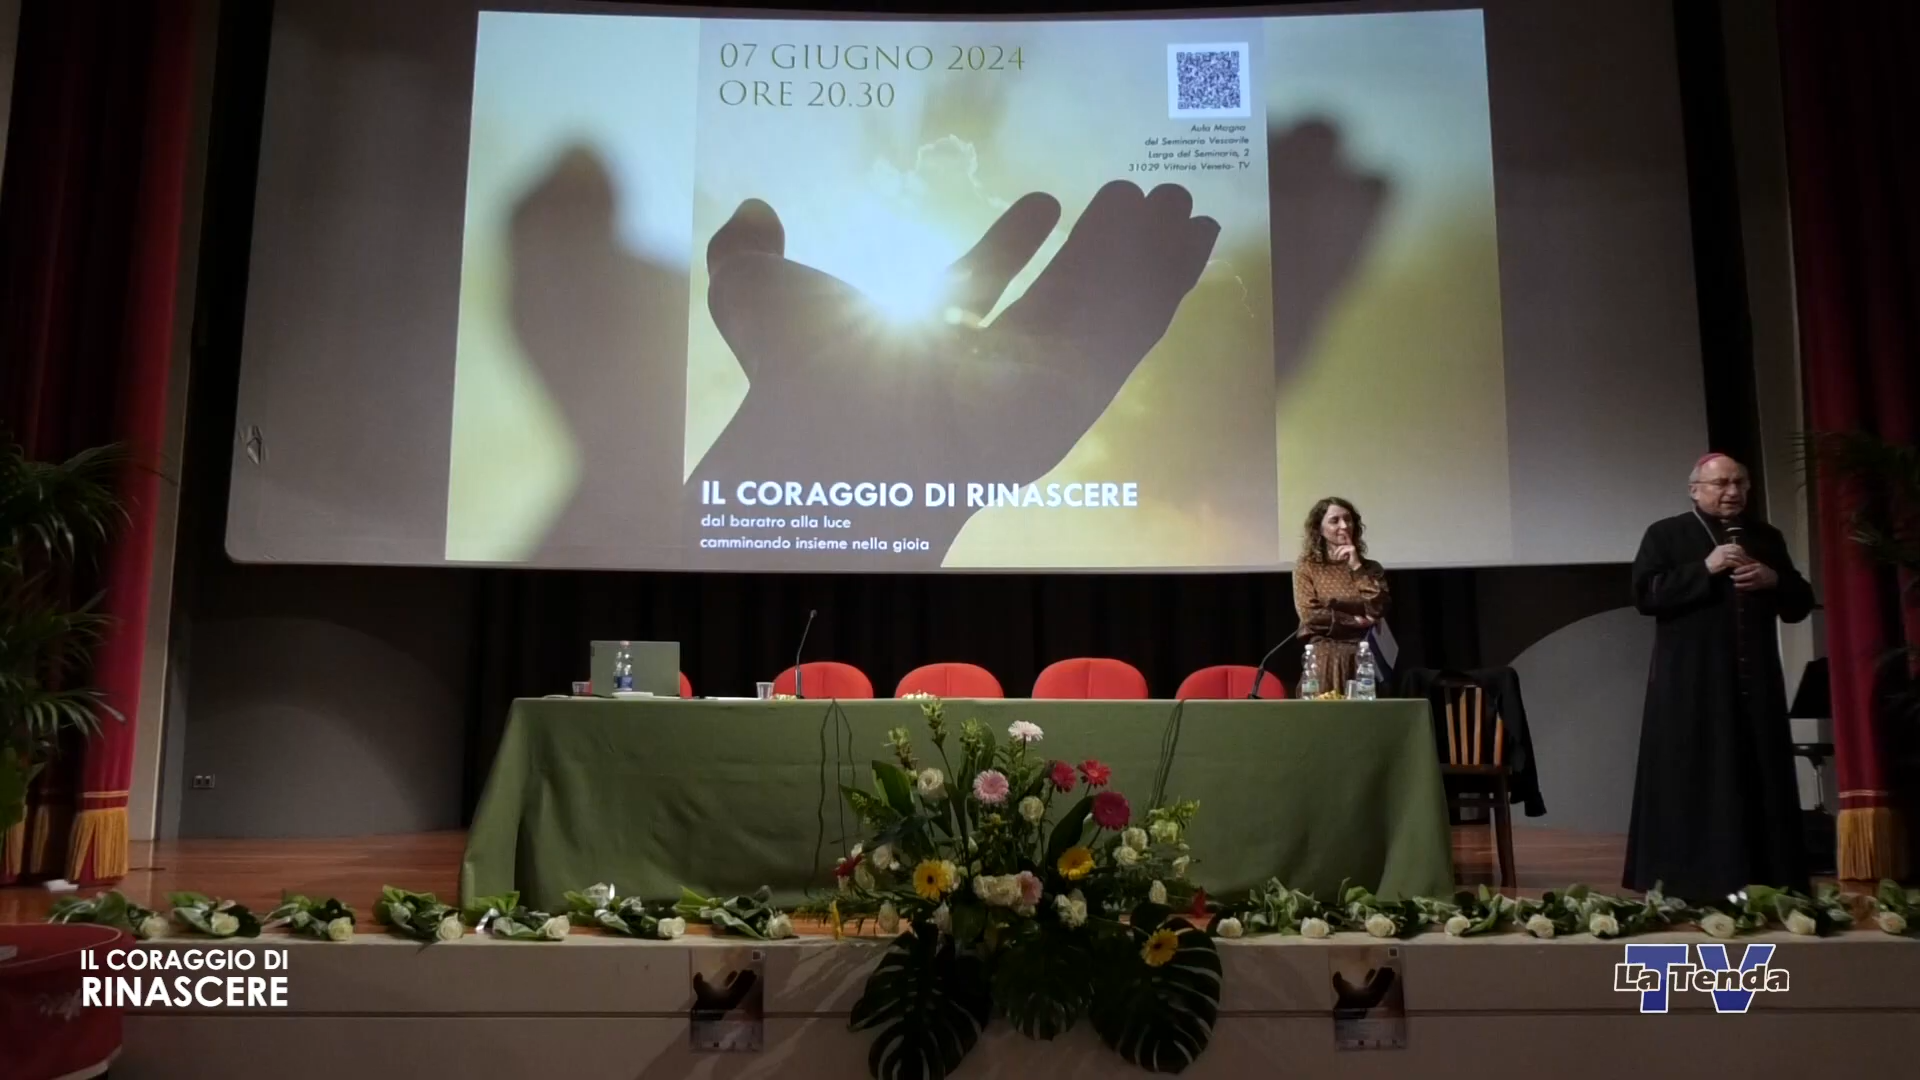 07 GIUGNO 2024
ORE 20.30
Aula Magna
del Seminario Vescovile
Largo del Seminario, 2
31029 Vittorio Veneto- TV
IL CORAGGIO DI RINASCERE
dal baratro alla luce
camminando insieme nella gioia
IL CORAGGIO DI
RINASCERE
La Tenda
TV